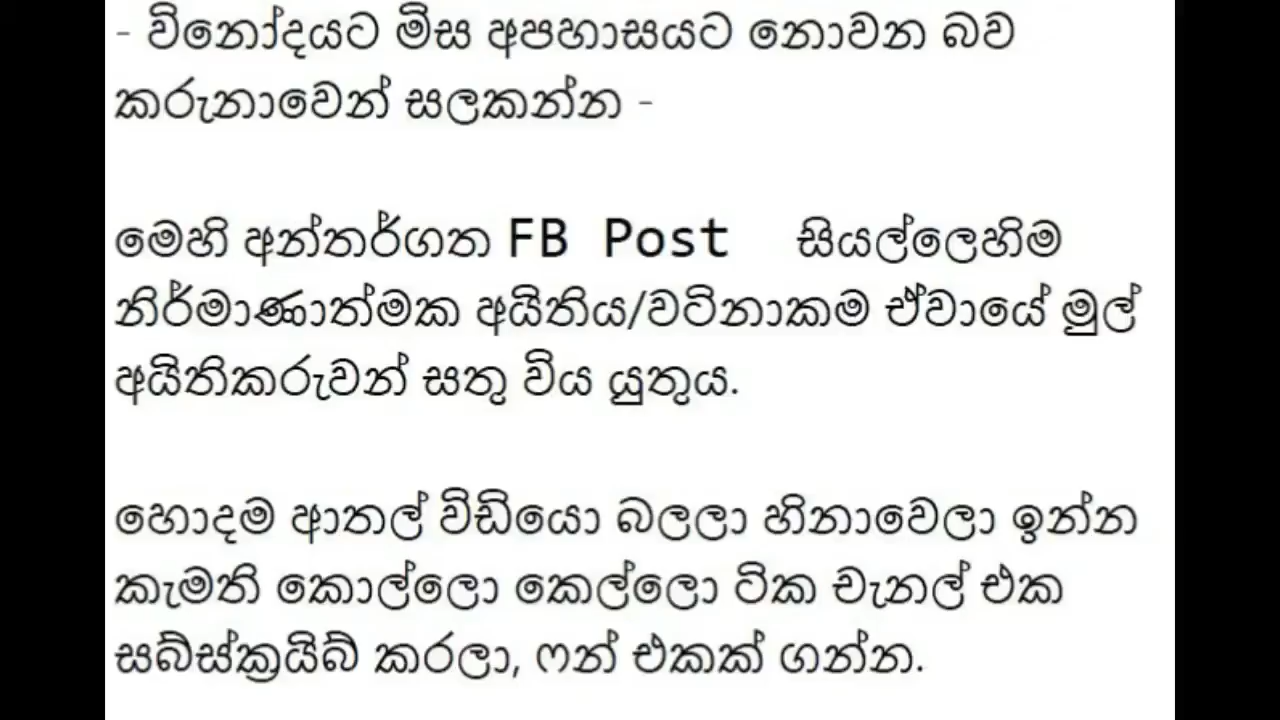 - විනෝදයට මිස අපහාසයට නොවන බව
කරුනාවෙන් සලකන්න -
මෙහි අන්තර්ගත FB Post සියල්ලෙහිම
නිර්මාණාත්මක අයිතිය/වටිනාකම ඒවායේ මුල්
අයිතිකරුවන් සතු විය යුතුය.
හොදම ආතල් විඩියො බලලා හිනාවෙලා ඉන්න
කැමති කොල්ලො කෙල්ලො ටික චැනල් එක
සබ්ස්ක්‍රයිබ් කරලා, ෆන් එකක් ගන්න.